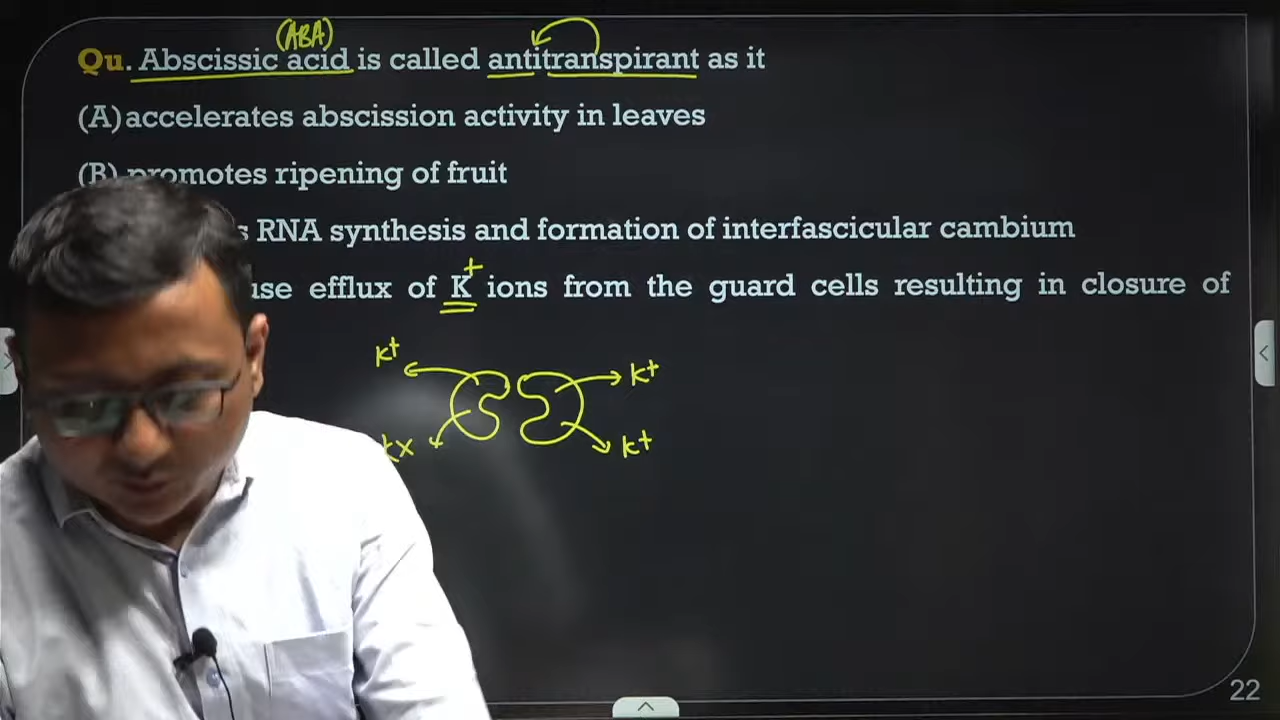 (ABA)
Qu. Abscissic acid is called antitranspirant as it
(A) accelerates abscission activity in leaves
(B) promotes ripening of fruit
RNA synthesis and formation of interfascicular cambium
efflux of K+ ions from the guard cells resulting in closure of
K+
K+
K+
22